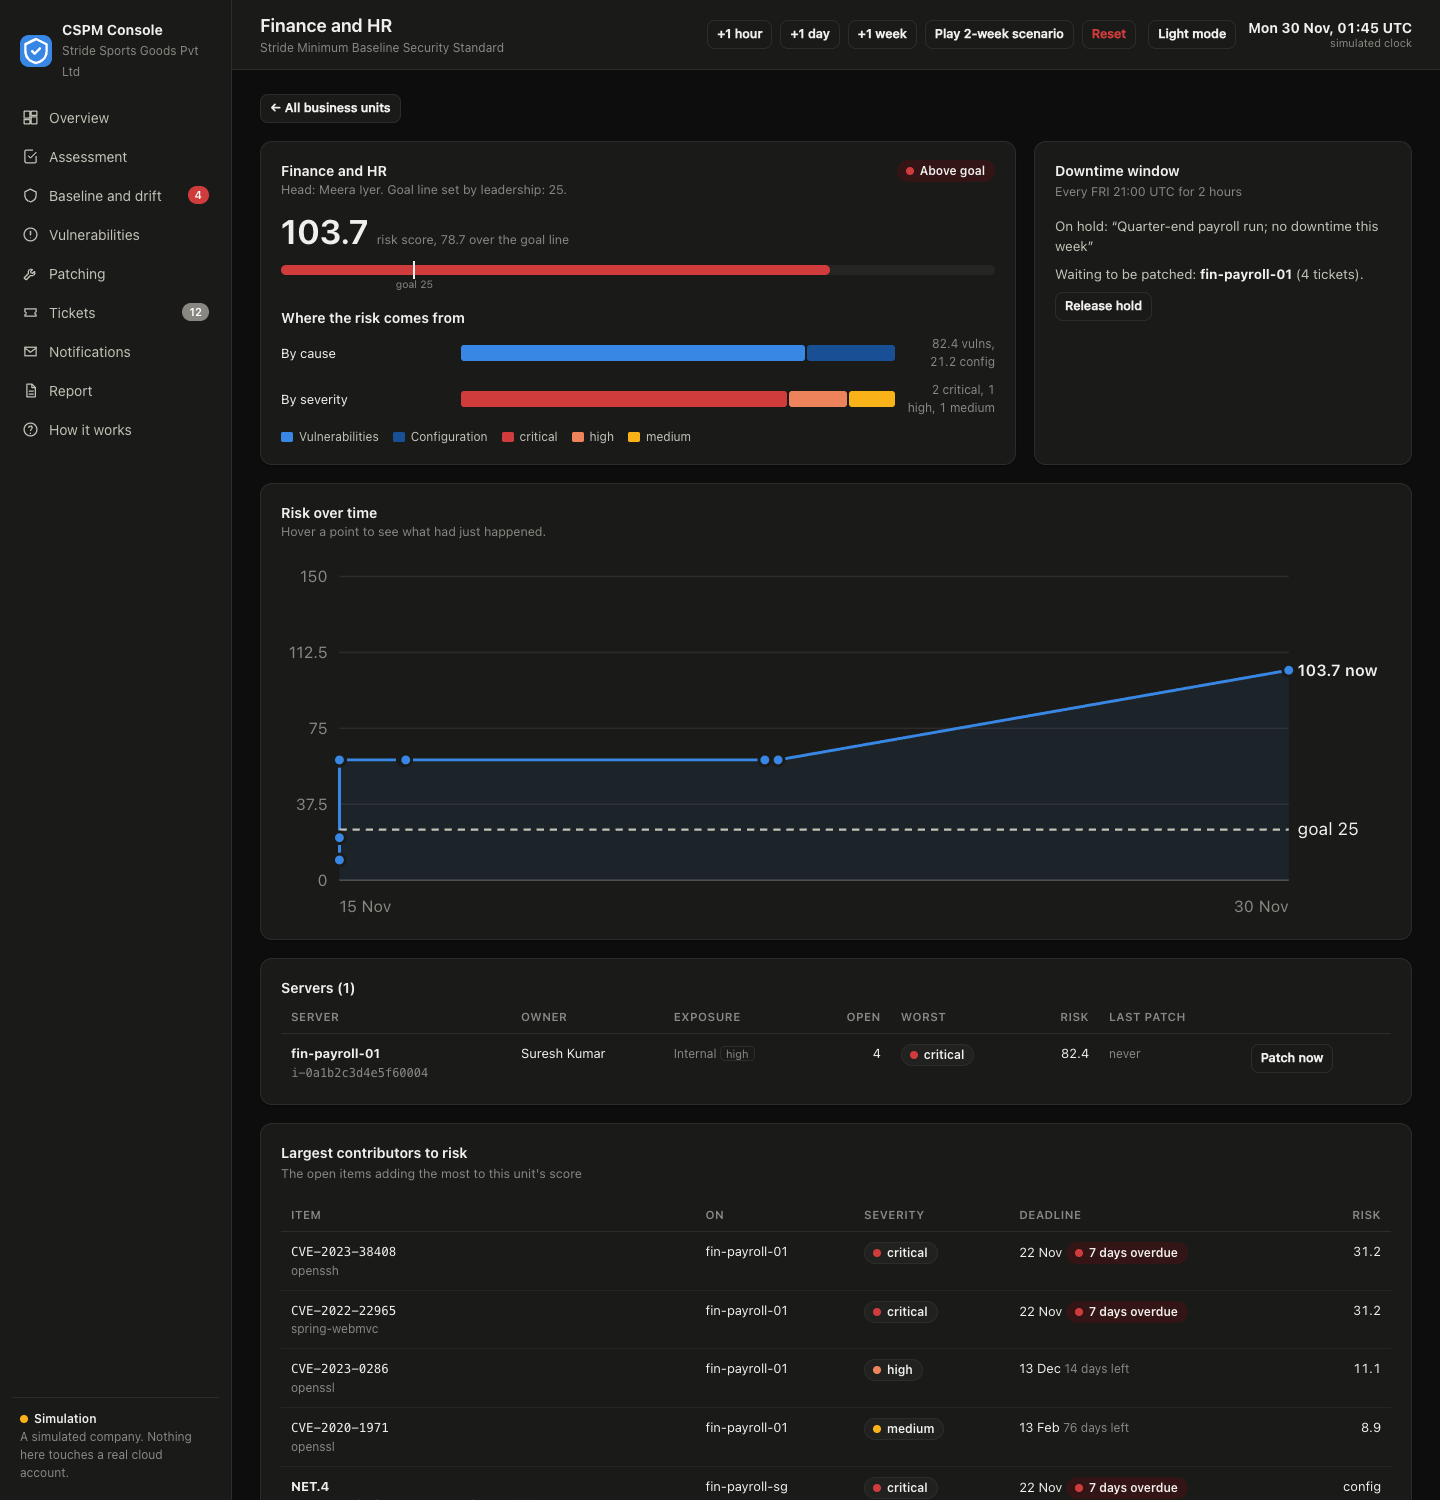 CSPM Console
Stride Sports Goods Pvt
Ltd
Overview
Assessment
Baseline and drift 4
Vulnerabilities
Patching
Tickets 12
Notifications
Report
How it works
Simulation
A simulated company. Nothing
here touches a real cloud
account.
Finance and HR
Stride Minimum Baseline Security Standard
+1 hour +1 day +1 week Play 2-week scenario Reset Light mode
Mon 30 Nov, 01:45 UTC
simulated clock
← All business units
Finance and HR
Head: Meera Iyer. Goal line set by leadership: 25.
Above goal
103.7 risk score, 78.7 over the goal line
goal 25
Where the risk comes from
By cause
82.4 vulns,
21.2 config
By severity
2 critical, 1
high, 1 medium
Vulnerabilities Configuration critical high medium
Downtime window
Every FRI 21:00 UTC for 2 hours
On hold: “Quarter-end payroll run; no downtime this
week”
Waiting to be patched: fin-payroll-01 (4 tickets).
Release hold
Risk over time
Hover a point to see what had just happened.
150
112.5
103.7 now
75
37.5
goal 25
0
15 Nov 30 Nov
Servers (1)
SERVER OWNER EXPOSURE OPEN WORST RISK LAST PATCH
fin-payroll-01 Suresh Kumar Internal high 4 critical 82.4 never Patch now
i-0a1b2c3d4e5f60004
Largest contributors to risk
The open items adding the most to this unit's score
ITEM ON SEVERITY DEADLINE RISK
CVE-2023-38408 fin-payroll-01 critical 22 Nov 7 days overdue 31.2
openssh
CVE-2022-22965 fin-payroll-01 critical 22 Nov 7 days overdue 31.2
spring-webmvc
CVE-2023-0286 fin-payroll-01 high 13 Dec 14 days left 11.1
openssl
CVE-2020-1971 fin-payroll-01 medium 13 Feb 76 days left 8.9
openssl
NET.4 fin-payroll-sg critical 22 Nov 7 days overdue config